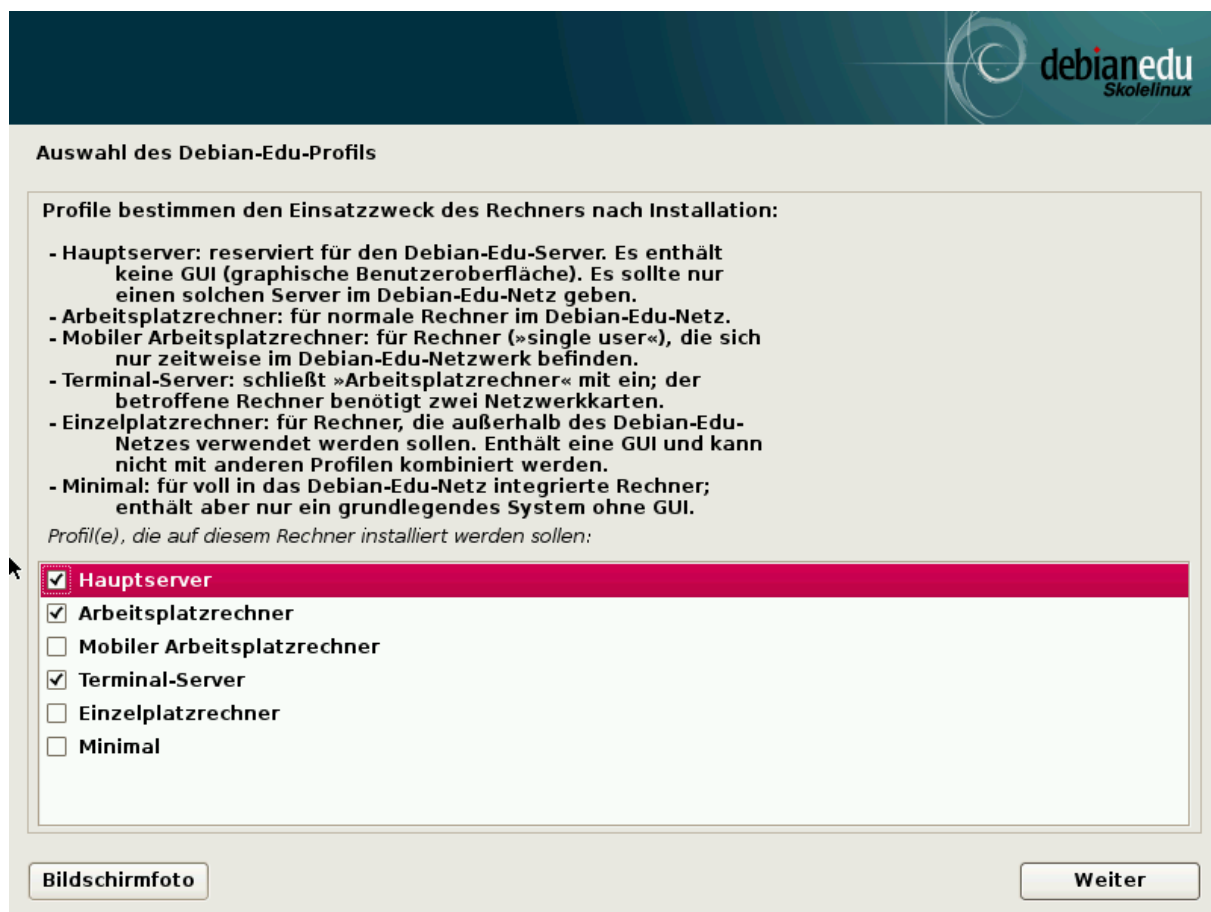 debianedu
Skolelinux
Auswahl des Debian-Edu-Profils
Profile bestimmen den Einsatzzweck des Rechners nach Installation:
- Hauptserver: reserviert für den Debian-Edu-Server. Es enthält
keine GUI (graphische Benutzeroberfläche). Es sollte nur
einen solchen Server im Debian-Edu-Netz geben.
- Arbeitsplatzrechner: für normale Rechner im Debian-Edu-Netz.
- Mobiler Arbeitsplatzrechner: für Rechner (»single user«), die sich
nur zeitweise im Debian-Edu-Netzwerk befinden.
- Terminal-Server: schließt »Arbeitsplatzrechner« mit ein; der
betroffene Rechner benötigt zwei Netzwerkkarten.
- Einzelplatzrechner: für Rechner, die außerhalb des Debian-Edu-
Netzes verwendet werden sollen. Enthält eine GUI und kann
nicht mit anderen Profilen kombiniert werden.
- Minimal: für voll in das Debian-Edu-Netz integrierte Rechner;
enthält aber nur ein grundlegendes System ohne GUI.
Profil(e), die auf diesem Rechner installiert werden sollen:
Hauptserver
Arbeitsplatzrechner
Mobiler Arbeitsplatzrechner
Terminal-Server
Einzelplatzrechner
Minimal
Bildschirmfoto
Weiter